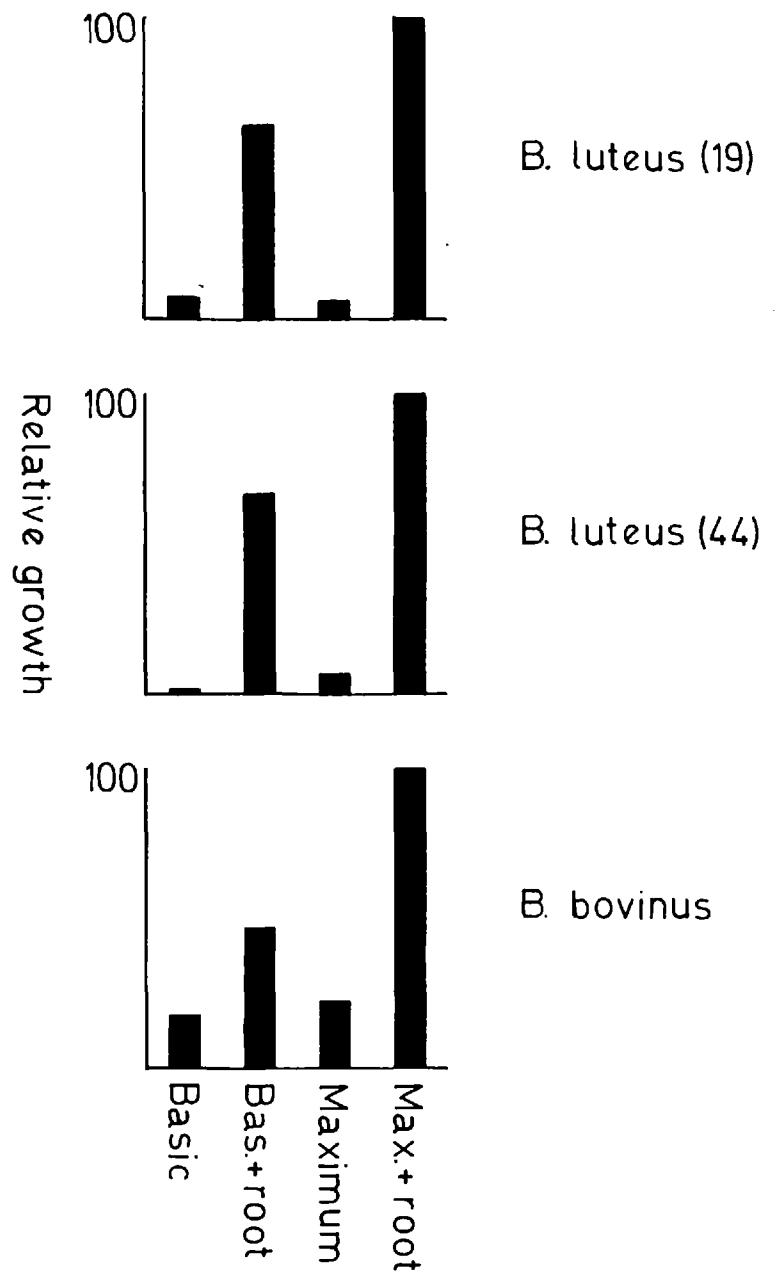 100
B. luteus (19)
100
B. luteus (44)
Relative growth
100
B. bovinus
Basic
Bas.+ root
Maximum
Max.+ root